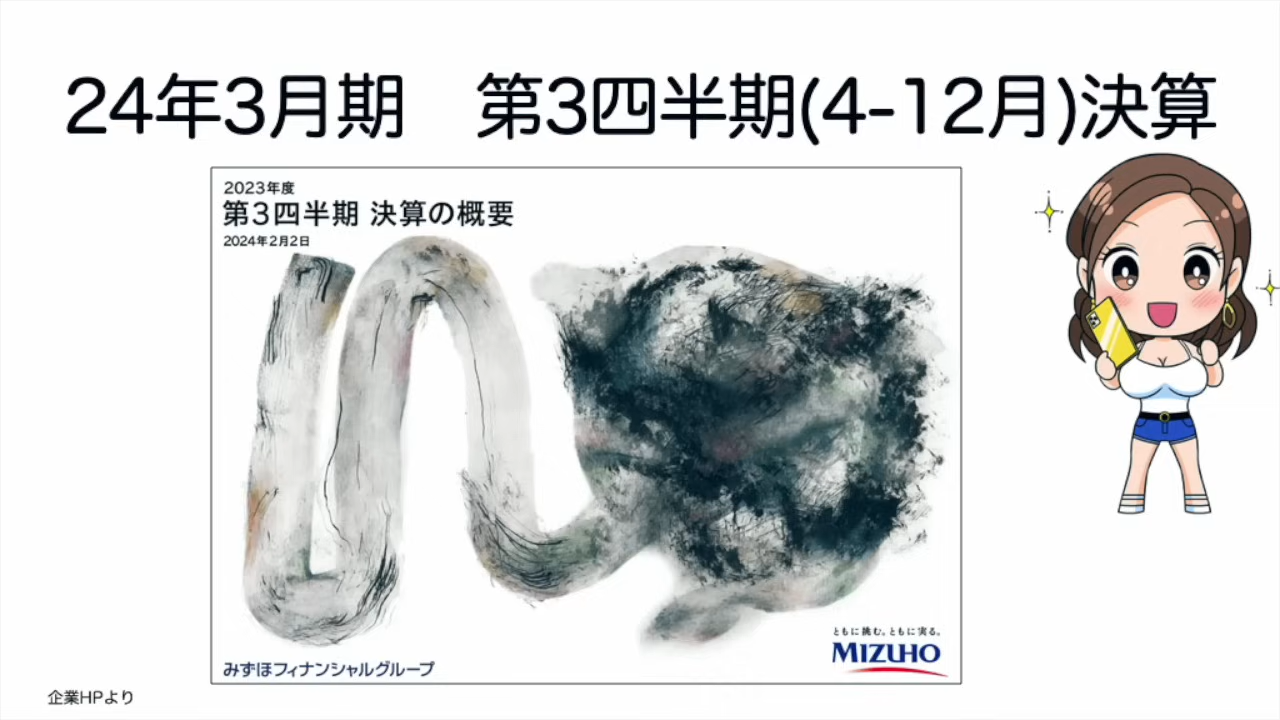 24年3月期　第3四半期(4-12月)決算
2023年度
第3四半期 決算の概要
2024年2月2日
ともに挑む。ともに実る。
MIZUHO
みずほフィナンシャルグループ
企業HPより